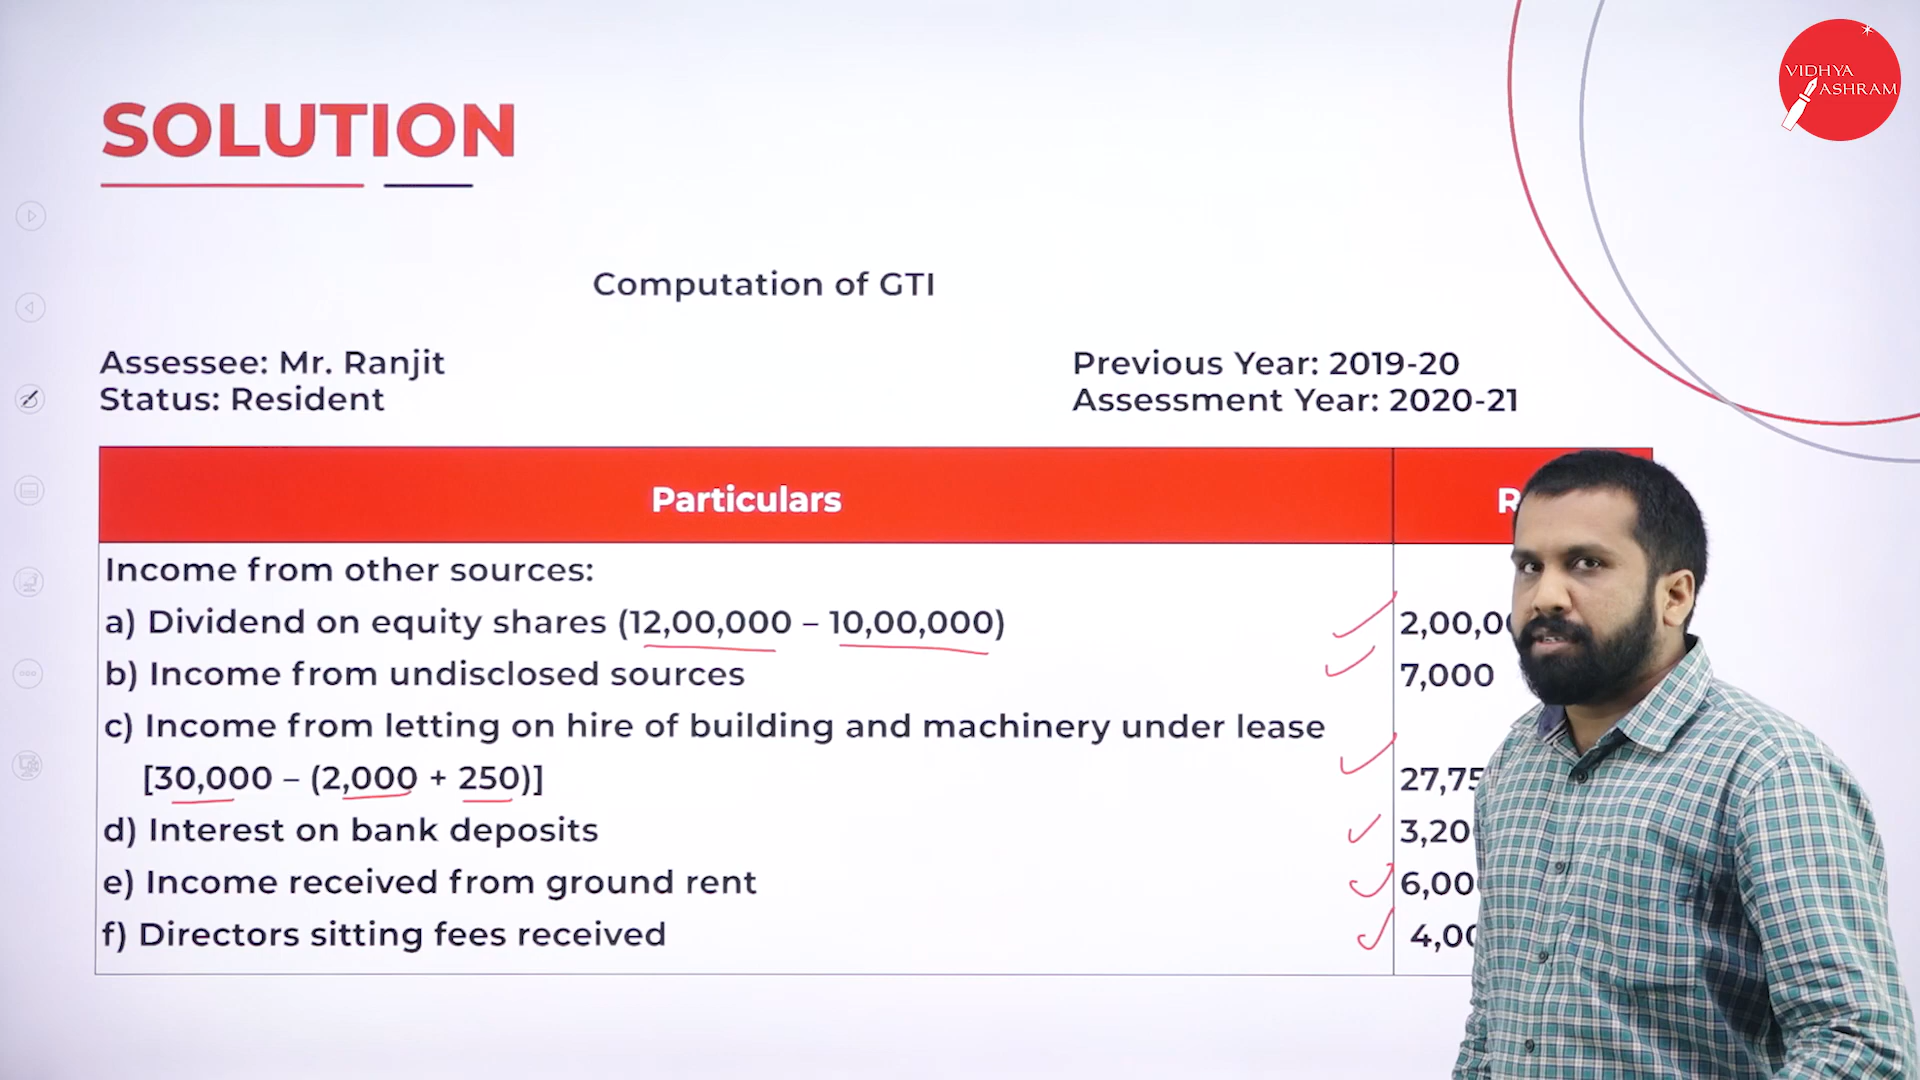 VIDHYA
ASHRAM
SOLUTION
Computation of GTI
Assessee: Mr. Ranjit
Previous Year: 2019-20
Status: Resident
Assessment Year: 2020-21
Particulars
Income from other sources:
a) Dividend on equity shares (12,00,000 – 10,00,000)
b) Income from undisclosed sources 7,000
c) Income from letting on hire of building and machinery under lease
[30,000 – (2,000 + 250)]
d) Interest on bank deposits
e) Income received from ground rent
f) Directors sitting fees received